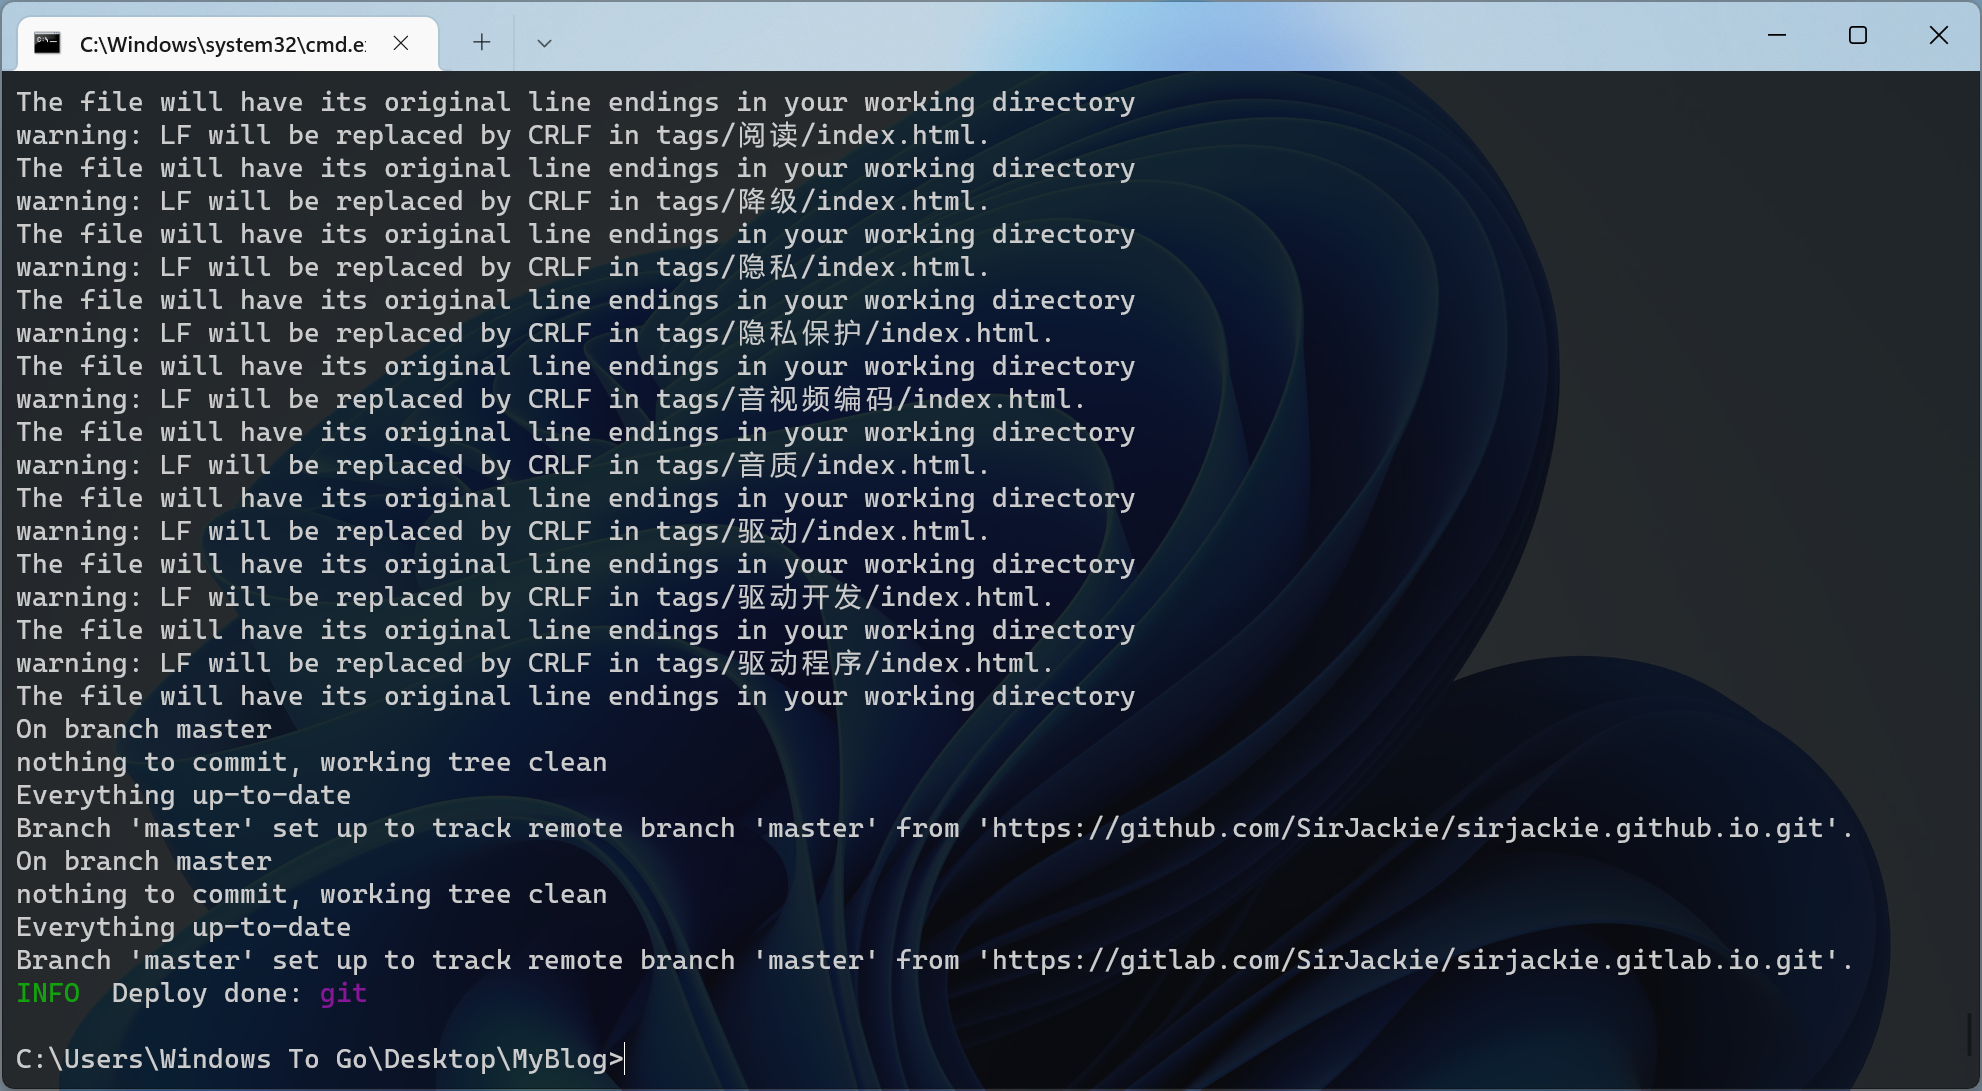 C:\Windows\system32\cmd.e
The file will have its original line endings in your working directory
warning: LF will be replaced by CRLF in tags/阅读/index.html.
The file will have its original line endings in your working directory
warning: LF will be replaced by CRLF in tags/降级/index.html.
The file will have its original line endings in your working directory
warning: LF will be replaced by CRLF in tags/隐私/index.html.
The file will have its original line endings in your working directory
warning: LF will be replaced by CRLF in tags/隐私保护/index.html.
The file will have its original line endings in your working directory
warning: LF will be replaced by CRLF in tags/音视频编码/index.html.
The file will have its original line endings in your working directory
warning: LF will be replaced by CRLF in tags/音质/index.html.
The file will have its original line endings in your working directory
warning: LF will be replaced by CRLF in tags/驱动/index.html.
The file will have its original line endings in your working directory
warning: LF will be replaced by CRLF in tags/驱动开发/index.html.
The file will have its original line endings in your working directory
warning: LF will be replaced by CRLF in tags/驱动程序/index.html.
The file will have its original line endings in your working directory
On branch master
nothing to commit, working tree clean
Everything up-to-date
Branch 'master' set up to track remote branch 'master' from 'https://github.com/SirJackie/sirjackie.github.io.git'.
On branch master
nothing to commit, working tree clean
Everything up-to-date
Branch 'master' set up to track remote branch 'master' from 'https://gitlab.com/SirJackie/sirjackie.gitlab.io.git'.
INFO  Deploy done: git
C:\Users\Windows To Go\Desktop\MyBlog>